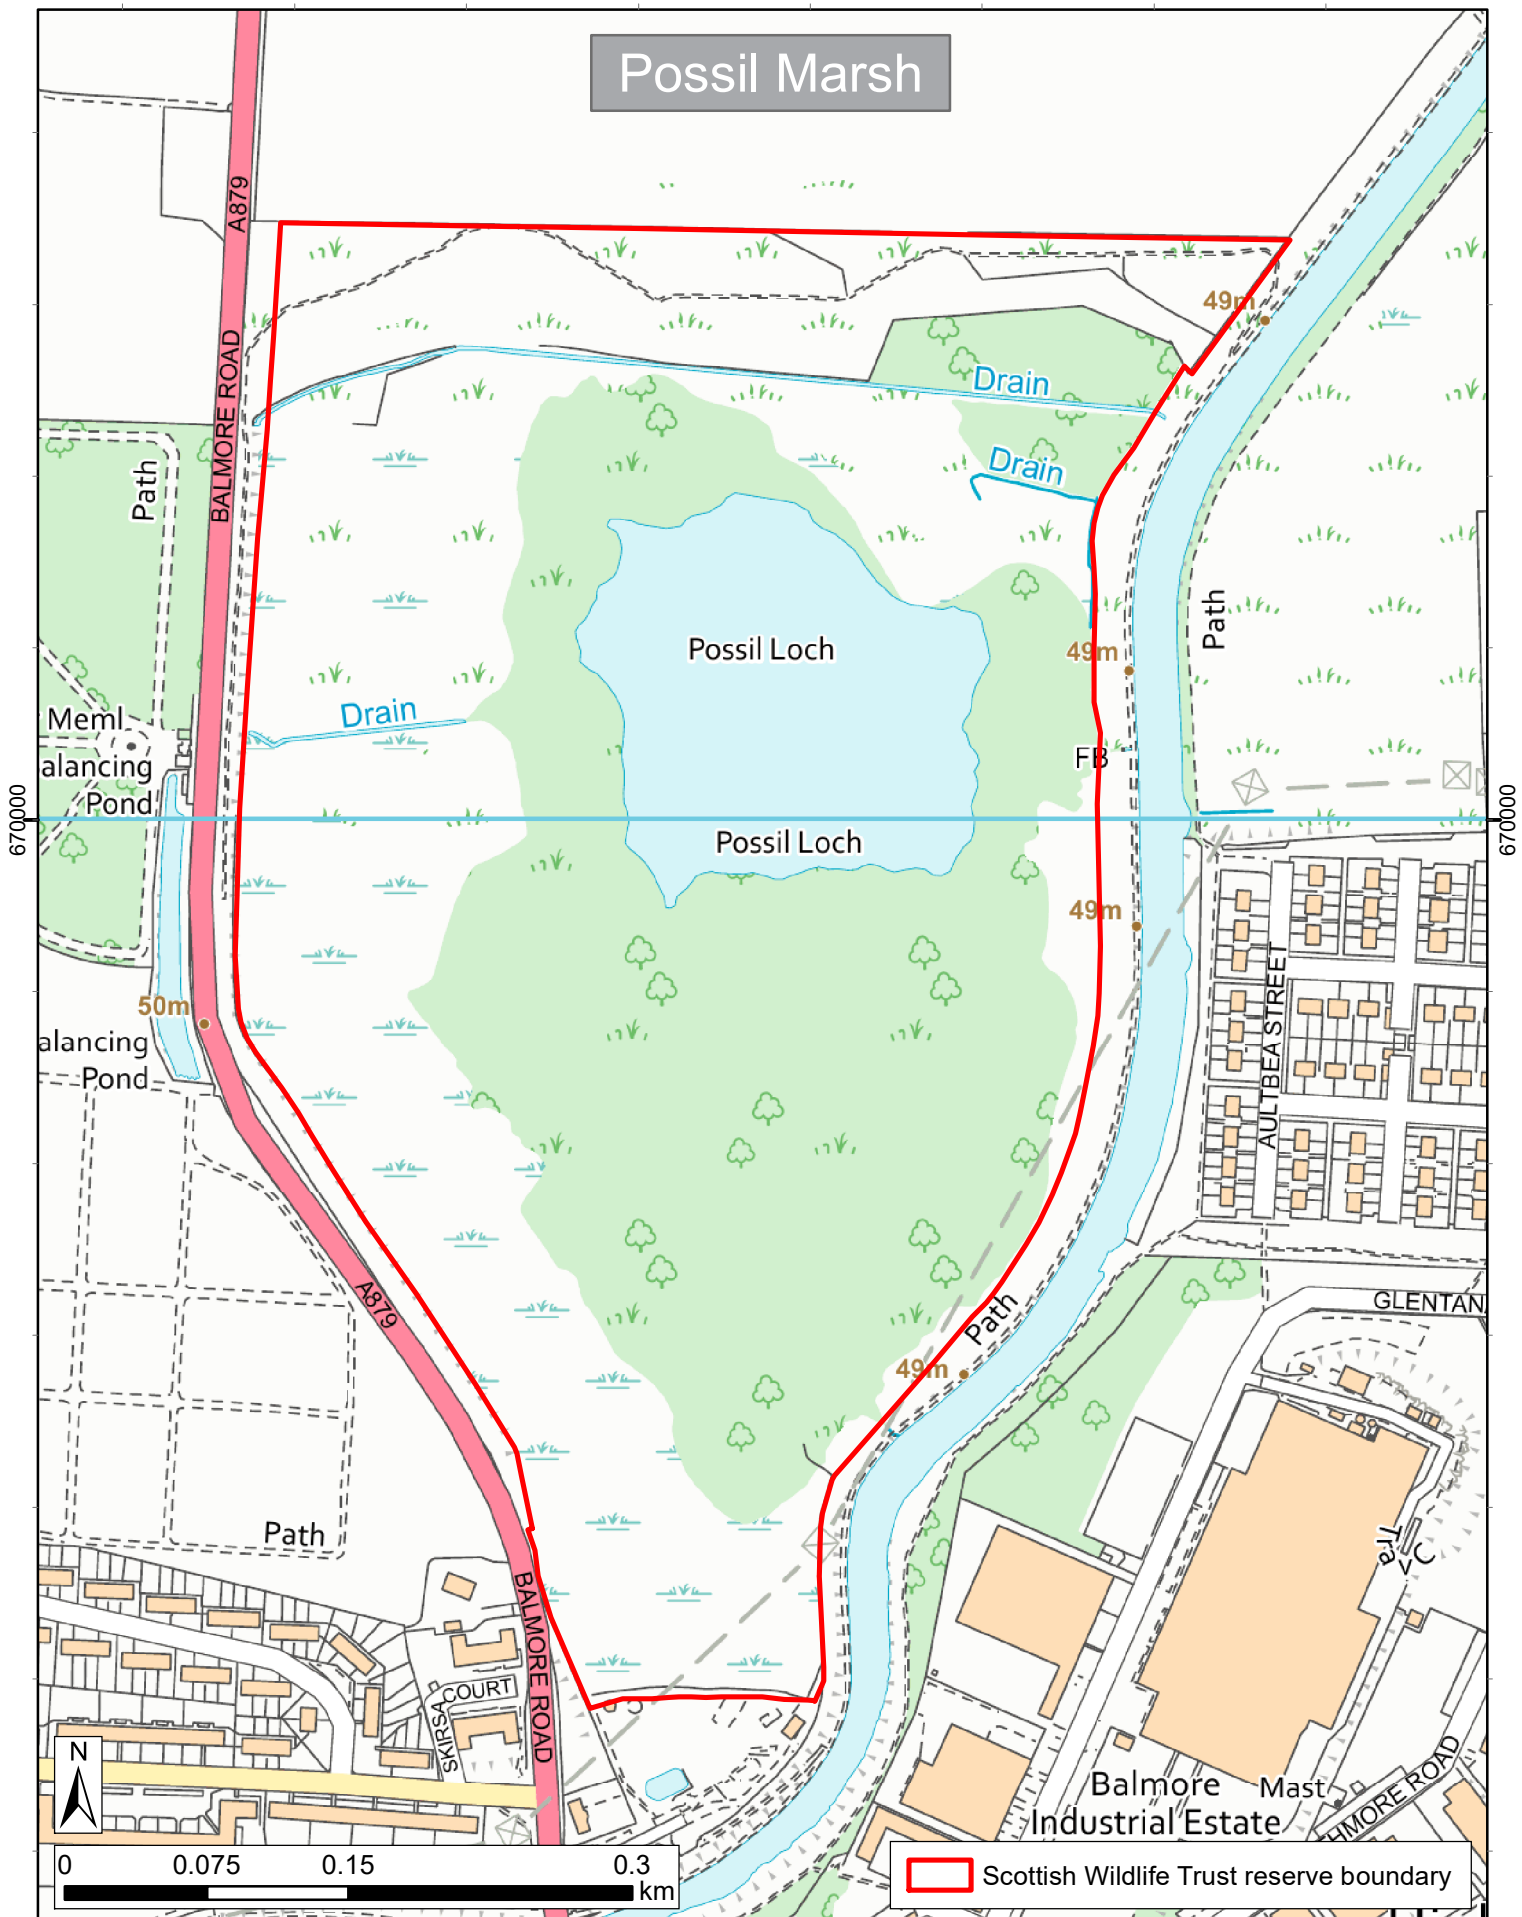 Possil Marsh
A879
49m
BALMORE ROAD
Drain
Drain
Path
Path
Possil Loch
49m
Drain
Meml
FB
alancing
Pond
670000
670000
Possil Loch
49m
AULTBEA STREET
50m
alancing
Pond
A879
Path
GLENTAN
49m
Path
Tra
BALMORE ROAD
COURT
SKIRSA
N
Balmore
Industrial Estate
Mast
HMORE ROAD
0 0.075 0.15 0.3
km
Scottish Wildlife Trust reserve boundary